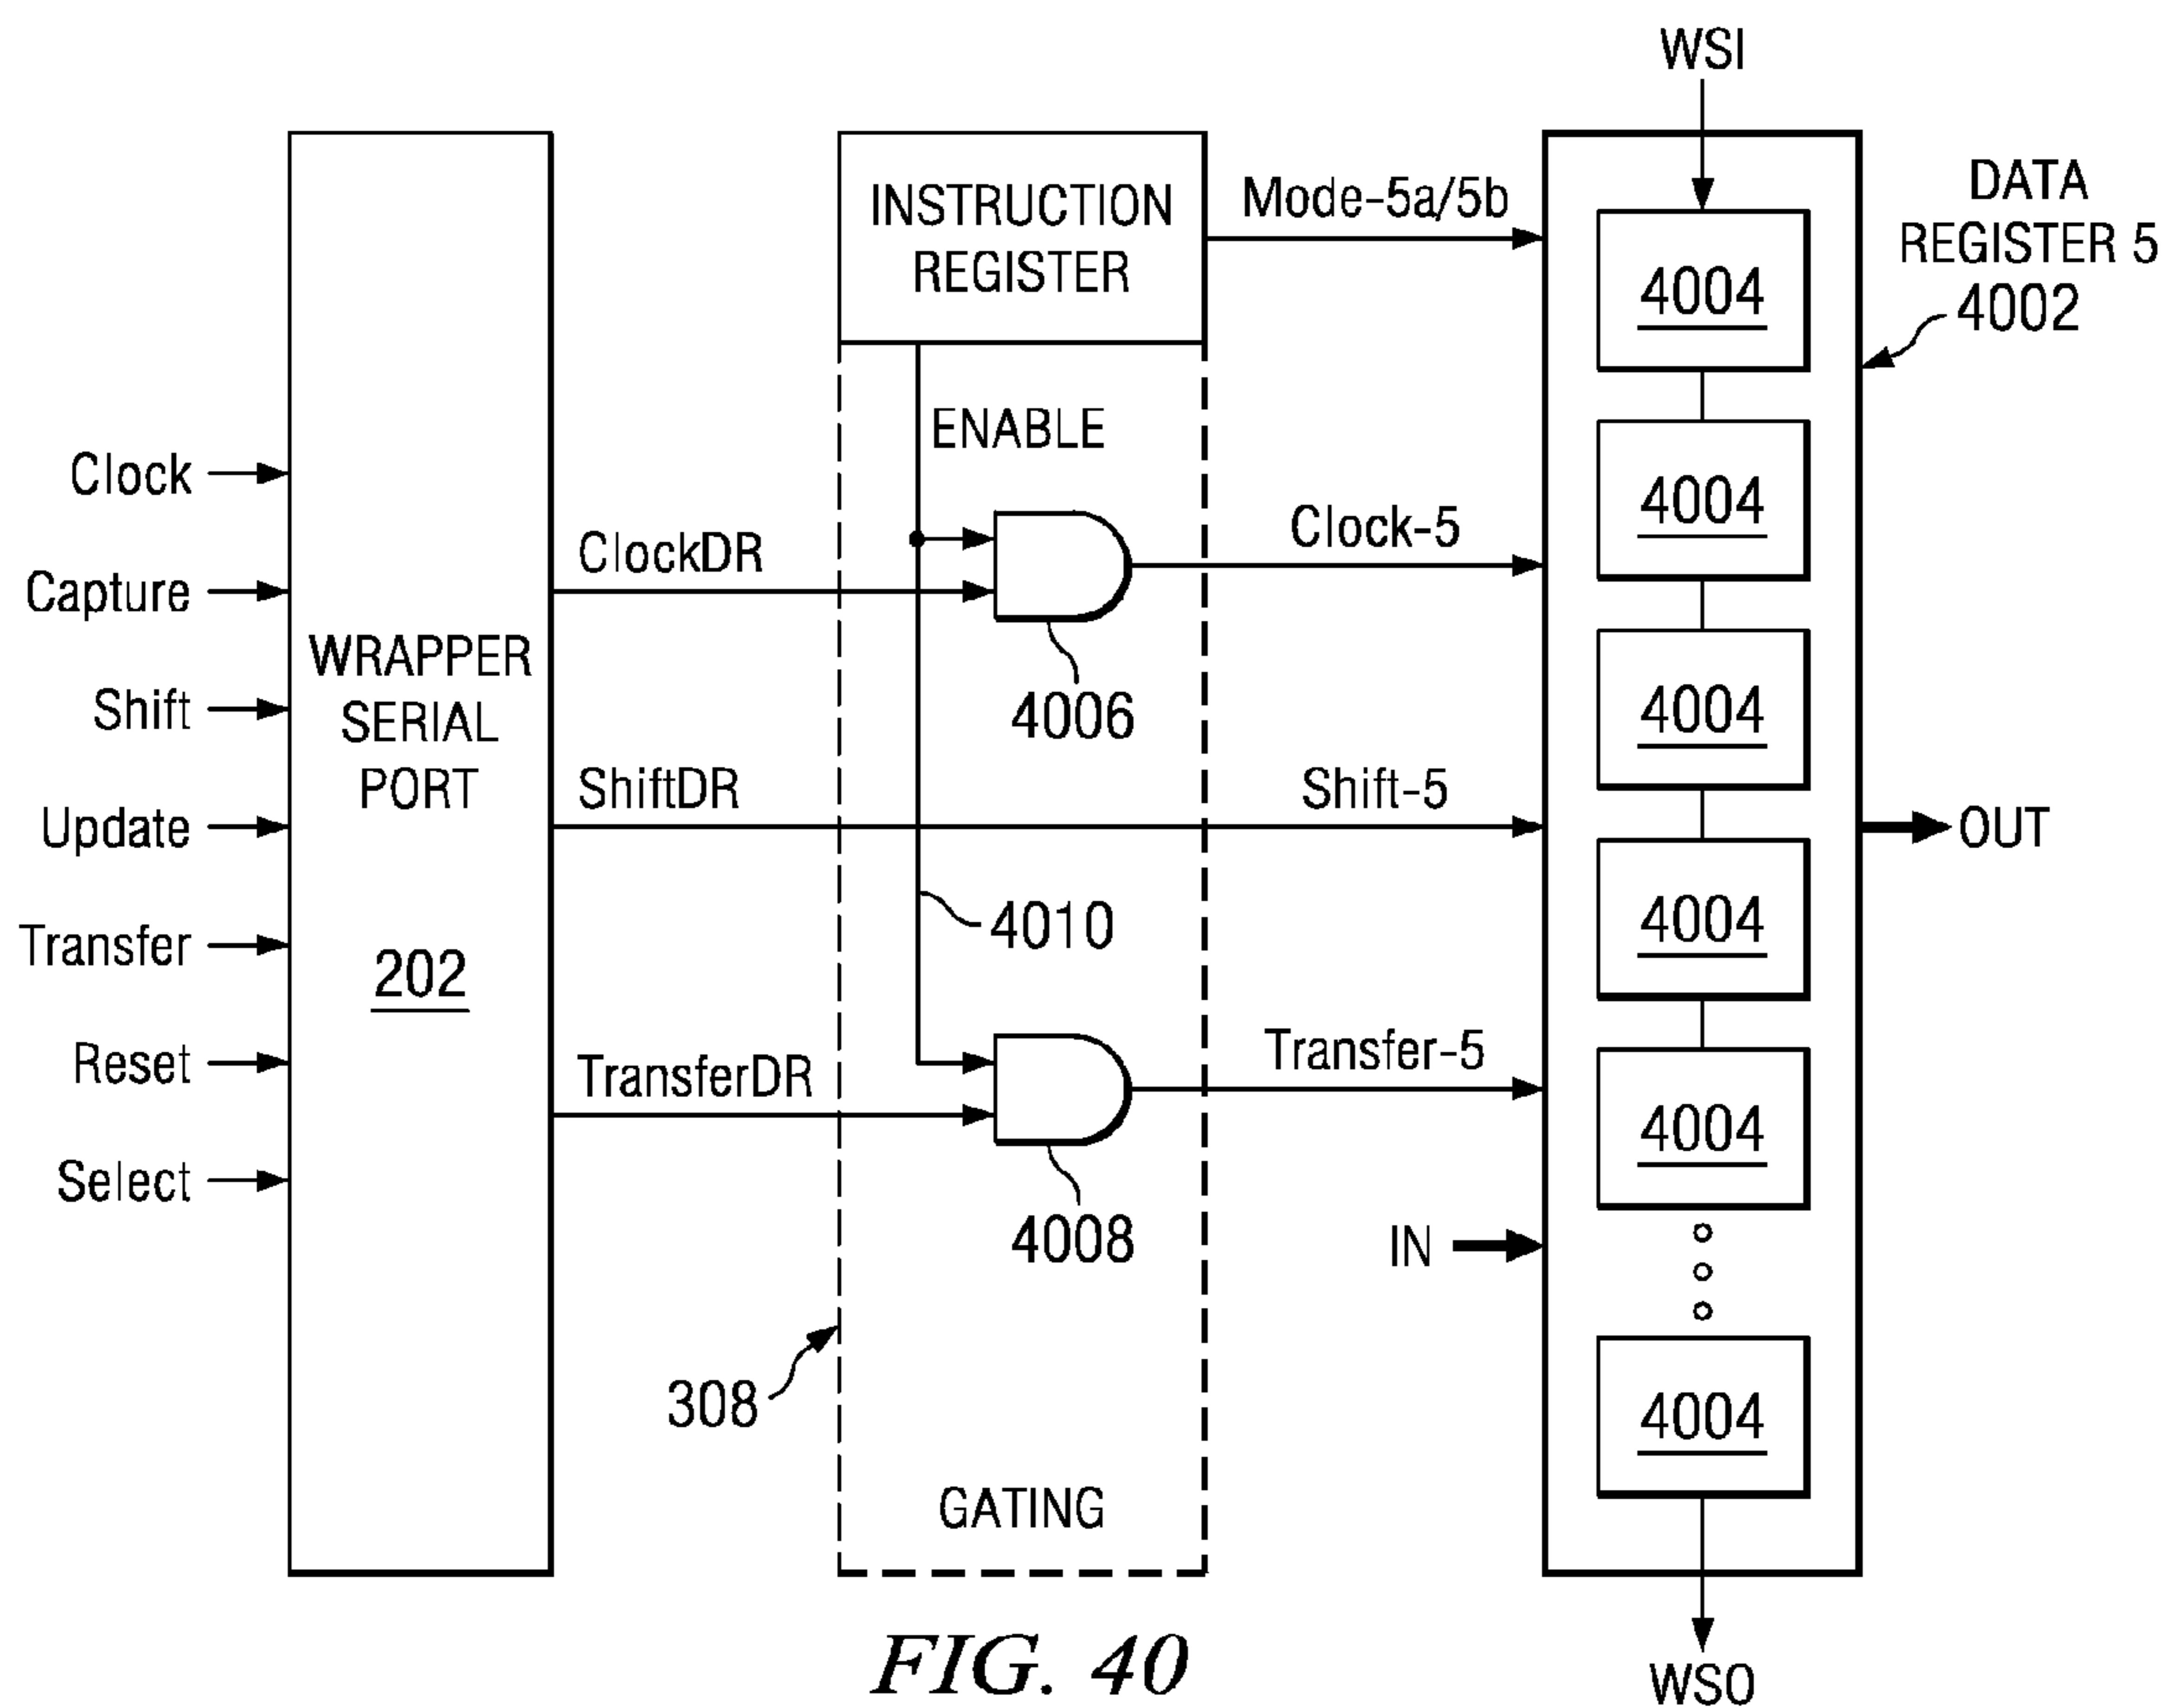 WSI
DATA
REGISTER 5
4002
INSTRUCTION
REGISTER
Mode-5a/5b
4004
ENABLE
Clock
4004
ClockDR
Clock-5
Capture
WRAPPER
SERIAL
PORT
202
4006
4004
Shift
ShiftDR
Shift-5
Update
OUT
4004
4010
Transfer
TransferDR
Transfer-5
Reset
4004
Select
4008
IN
308
4004
GATING
FIG. 40
WSO